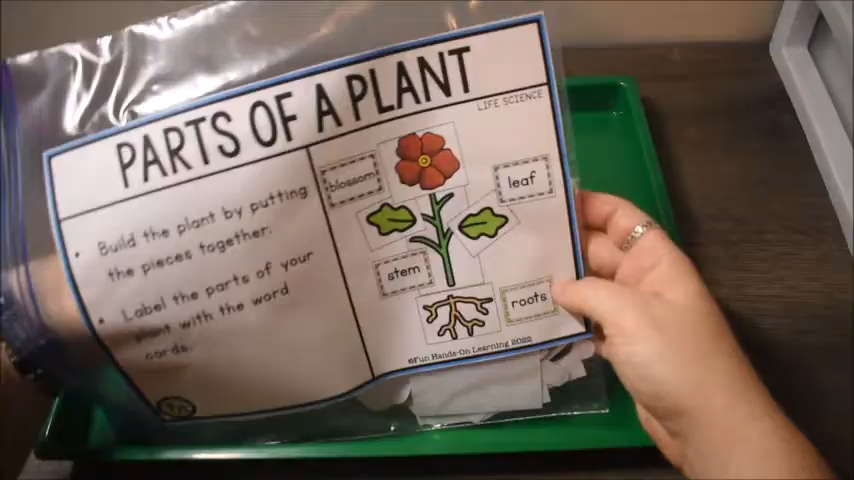 PARTS OF A PLANT
LIFE SCIENCE
• Build the plant by putting
the pieces together.
• Label the parts of your
plant with the word
cards.
blossom
leaf
stem
roots
©Fun Hands-On Learning 2022